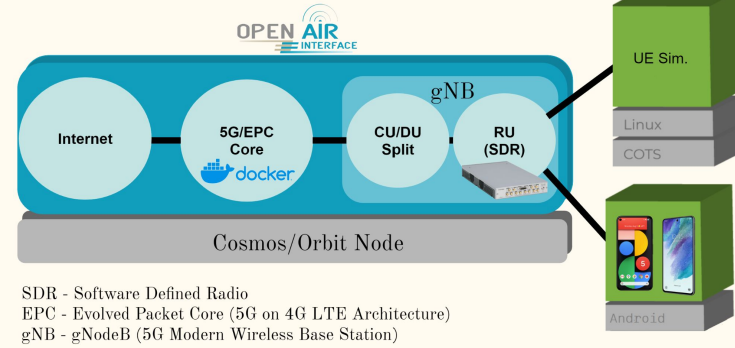 OPEN AIR
INTERFACE
gNB
Internet
5G/EPC
Core
docker
CU/DU
Split
RU
(SDR)
UE Sim.
Linux
COTS
Cosmos/Orbit Node
Android
SDR - Software Defined Radio
EPC - Evolved Packet Core (5G on 4G LTE Architecture)
gNB - gNodeB (5G Modern Wireless Base Station)